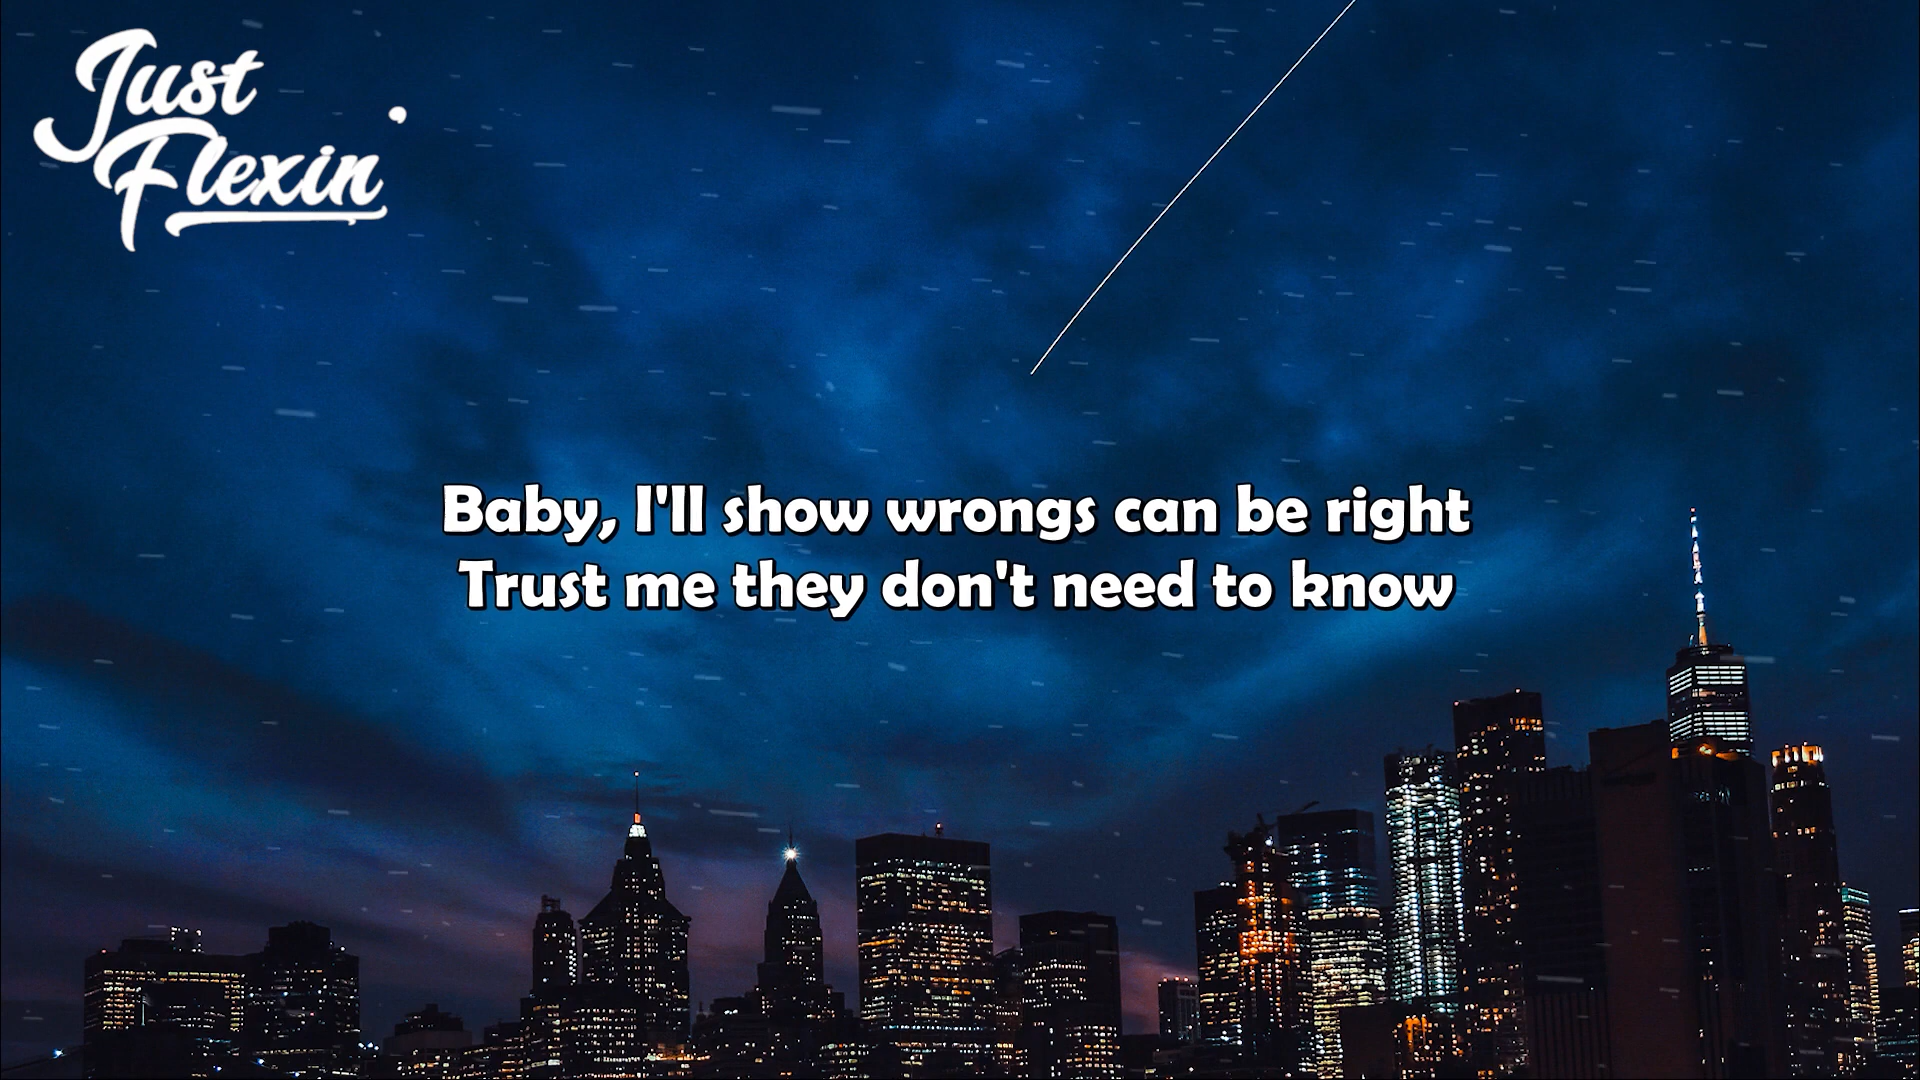 Just
Flexin'
Baby, I'll show wrongs can be right
Trust me they don't need to know